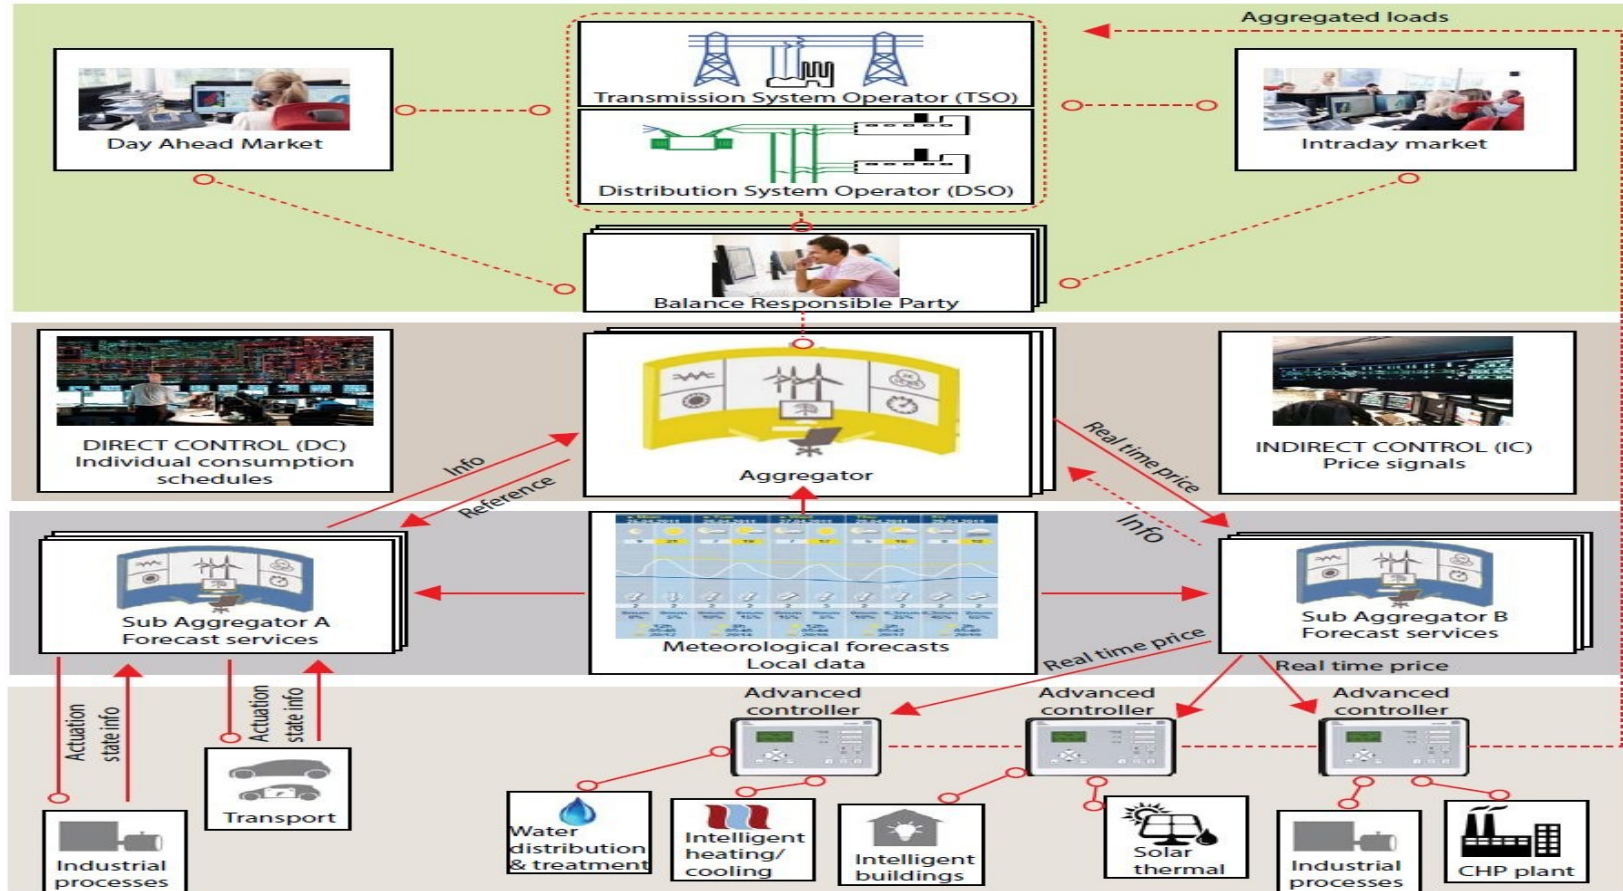 Aggregated loads
Transmission System Operator (TSO)
Day Ahead Market
Intraday market
Distribution System Operator (DSO)
Balance Responsible Party
DIRECT CONTROL (DC)
Individual consumption
schedules
Info
Reference
Aggregator
Real time price
Info
INDIRECT CONTROL (IC)
Price signals
Sub Aggregator A
Forecast services
Meteorological forecasts
Local data
Sub Aggregator B
Forecast services
Real time price
Real time price
Actuation
state info
Actuation
state info
Advanced
controller
Advanced
controller
Advanced
controller
Transport
Industrial
processes
Water
distribution
& treatment
Intelligent
heating/
cooling
Intelligent
buildings
Solar
thermal
Industrial
processes
CHP plant